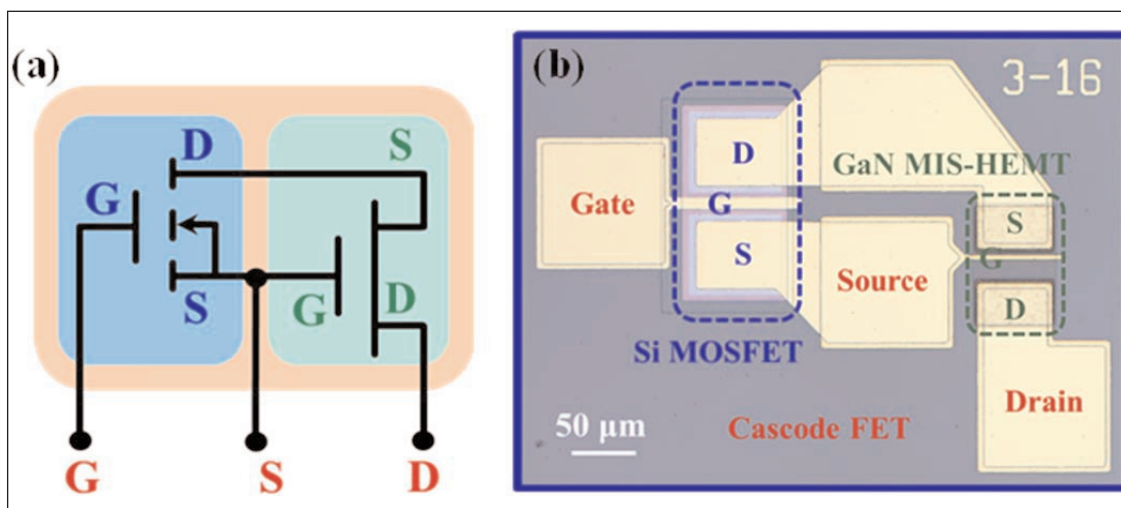 (a)
D
S
G
S
G
D
G
S
D
(b)
3-16
GaN MIS-HEMT
D
Gate
G
S
S
Source
G
D
Si MOSFET
Drain
50 μm
Cascode FET